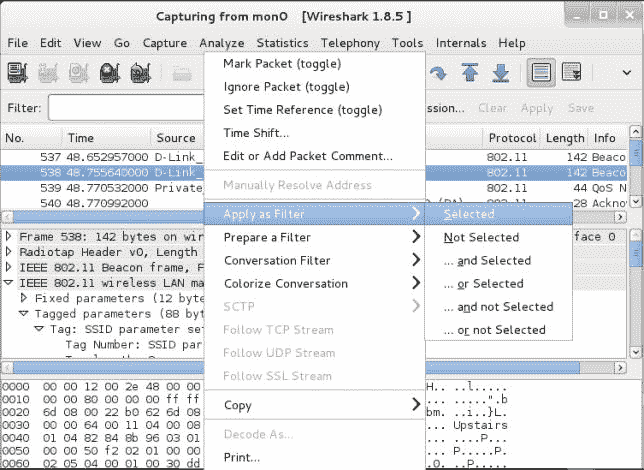 Capturing from mon0 [Wireshark 1.8.5]
File Edit View Go Capture Analyze Statistics Telephony Tools Internals Help
Filter: ssion... Clear Apply Save
No. Time Source Protocol Length Info
537 48.652957000 D-Link_ 802.11 142 Beaco
538 48.755640000 D-Link_ 802.11 142 Beaco
539 48.770532000 Private_ 802.11 44 QoS N
540 48.770992000 (RA) 802.11 28 Ackno
Mark Packet (toggle)
Ignore Packet (toggle)
Set Time Reference (toggle)
Time Shift...
Edit or Add Packet Comment...
Manually Resolve Address
Apply as Filter
Prepare a Filter
Conversation Filter
Colorize Conversation
SCTP
Follow TCP Stream
Follow UDP Stream
Follow SSL Stream
Copy
Decode As...
Print...
Selected
Not Selected
... and Selected
... or Selected
... and not Selected
... or not Selected
Frame 538: 142 bytes on wir face 0
Radiotap Header v0, Length
IEEE 802.11 Beacon frame, F
IEEE 802.11 wireless LAN ma
Fixed parameters (12 byte
Tagged parameters (88 byt
Tag: SSID parameter se
Tag Number: SSID par
0000 00 00 12 00 2e 48 00 00 H.. ..l.....
0010 00 00 80 00 00 00 ff ff ......".b
0020 6d 08 00 22 b0 62 6d 08 bm. ..i..}L.
0030 00 00 64 00 11 04 00 08 ... Upstairs
0040 01 04 82 84 8b 96 03 01 ... ....P...
0050 00 00 50 f2 02 01 00 00 ...P.....P.
0060 02 05 04 00 01 00 30 dd